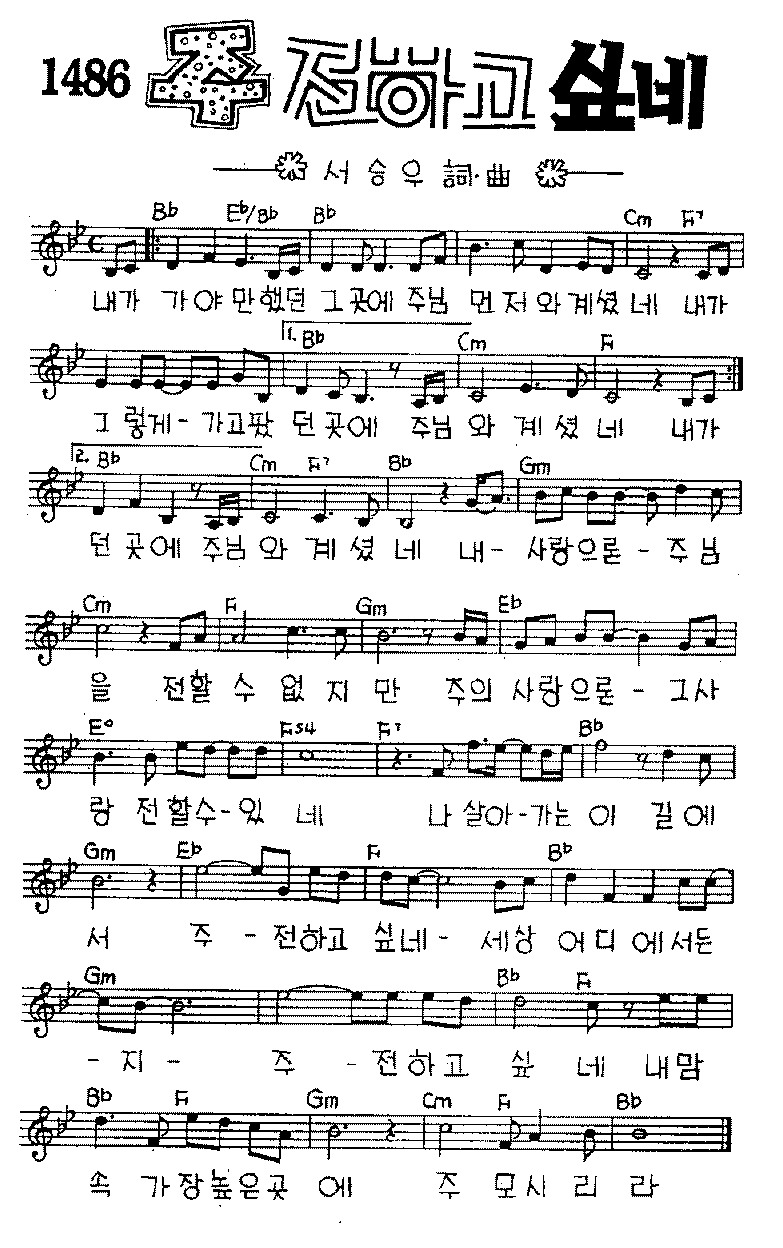 1486 주 전하고 싶네
서승우 詞·曲
Bb Eb/Bb Bb Cm F7
내가 가야만했던 그곳에 주님 먼저와계셨네 내가
1. Bb Cm F
그 렇게- 가고팠 던곳에 주님 와 계 셨 네 내가
2. Bb Cm F7 Bb Gm
던 곳에 주님 와 계 셨 네 내- 사랑으론 - 주 님
Cm F Gm Eb
을 전할 수 없 지 만 주의 사랑으론 - 그사
E° Fsus4 F7 Bb
랑 전할수-있 네 나 살아-가는 이 길에
Gm Eb F Bb
서 주 - 전하고 싶네 - 세상 어디 에서든
Gm Bb F
- 지 - 주 - 전하고 싶 네 내맘
Bb F Gm Cm F Bb
속 가장높은곳 에 주 모시 리 라